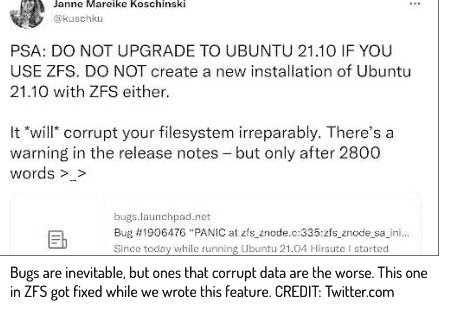 Janne Mareike Koschinski
@kuschku
PSA: DO NOT UPGRADE TO UBUNTU 21.10 IF YOU
USE ZFS. DO NOT create a new installation of Ubuntu
21.10 with ZFS either.
It *will* corrupt your filesystem irreparably. There's a
warning in the release notes – but only after 2800
words >_>
bugs.launchpad.net
Bug #1906476 "PANIC at zfs_znode.c:335:zfs_znode_sa_ini...
Since today while running Ubuntu 21.04 Hirsute I started
Bugs are inevitable, but ones that corrupt data are the worse. This one
in ZFS got fixed while we wrote this feature. CREDIT: Twitter.com